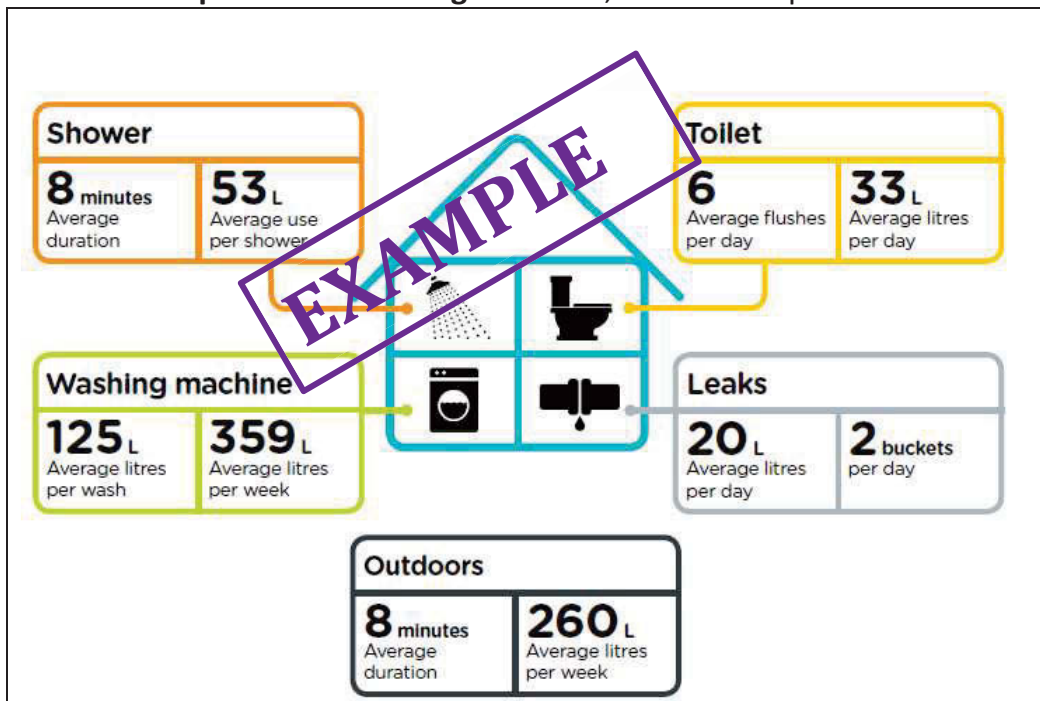 Shower
8 minutes
Average
duration
53 L
Average use
per shower
EXAMPLE
Toilet
6
Average flushes
per day
33 L
Average litres
per day
Washing machine
125 L
Average litres
per wash
359 L
Average litres
per week
Leaks
20 L
Average litres
per day
2 buckets
per day
Outdoors
8 minutes
Average
duration
260 L
Average litres
per week